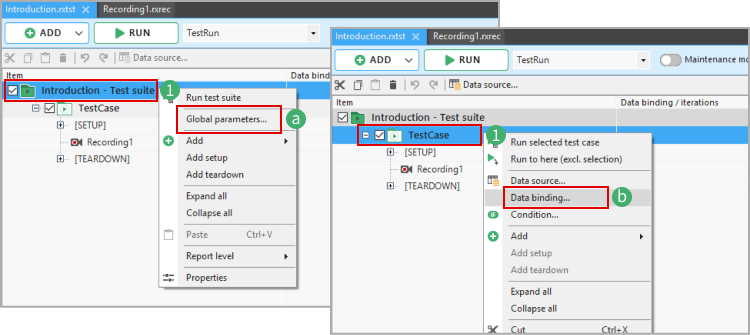 Introduction.rxtst
Recording1.rxrec
ADD
RUN
TestRun
Data source...
Item
Data bind
Introduction - Test suite
1
TestCase
[SETUP]
Recording1
[TEARDOWN]
Run test suite
Global parameters...
a
Add
Add setup
Add teardown
Expand all
Collapse all
Paste Ctrl+V
Report level
Properties
Introduction.rxtst
Recording1.rxrec
ADD
RUN
TestRun
Maintenance mo
Data source...
Item
Data binding / iterations
Introduction - Test suite
TestCase
1
[SETUP]
Recording1
[TEARDOWN]
Run selected test case
Run to here (excl. selection)
Data source...
Data binding...
b
IF Condition...
Add
Add setup
Add teardown
Expand all
Collapse all
Cut Ctrl+X